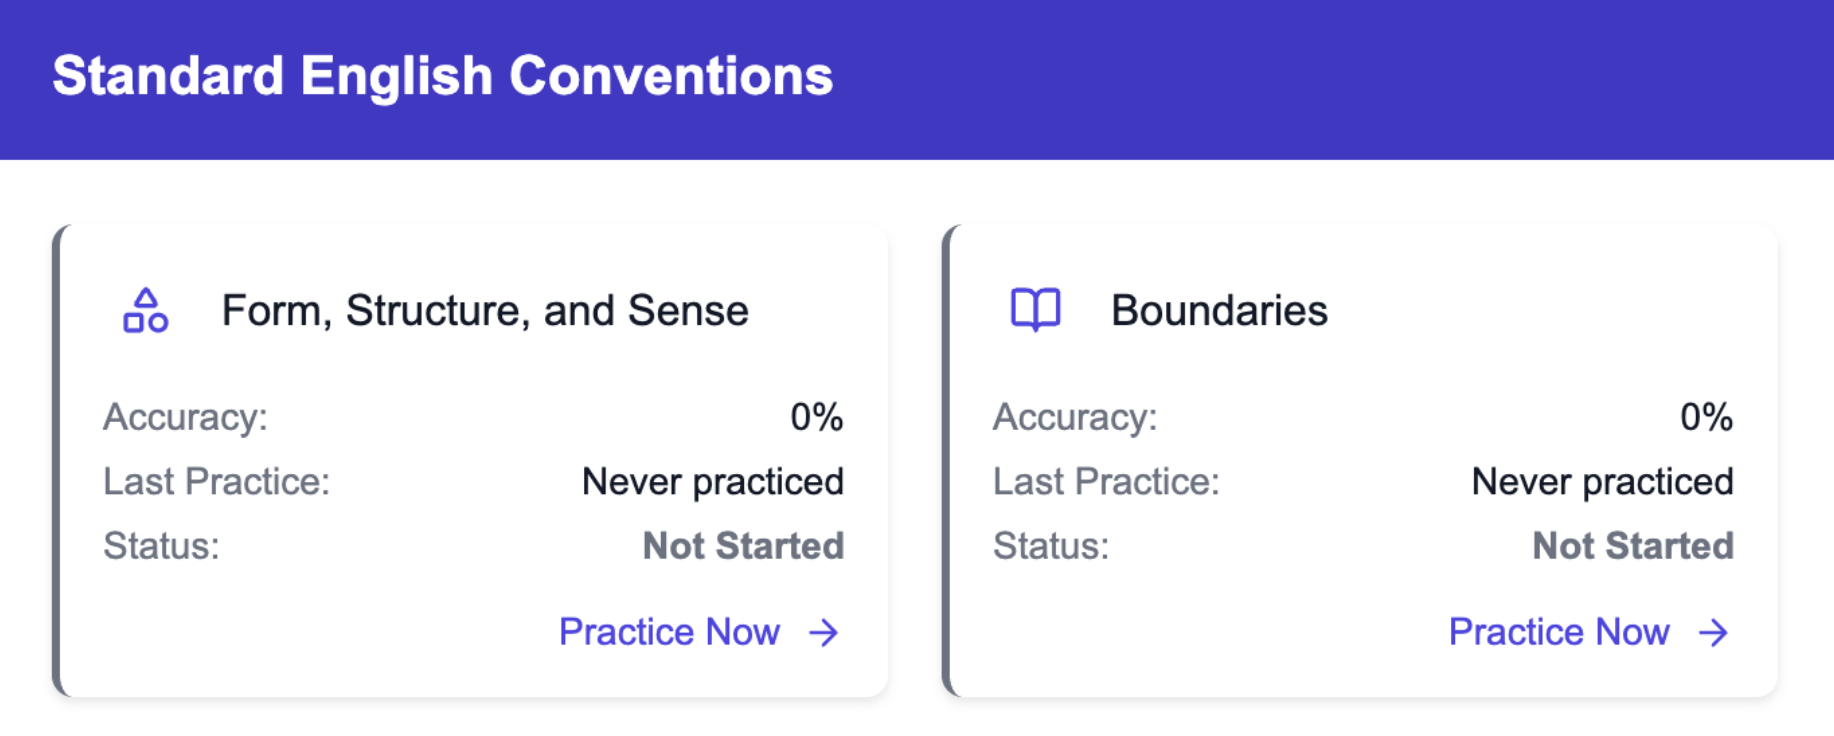 Standard English Conventions
Form, Structure, and Sense
Accuracy: 0%
Last Practice: Never practiced
Status: Not Started
Practice Now →
Boundaries
Accuracy: 0%
Last Practice: Never practiced
Status: Not Started
Practice Now →